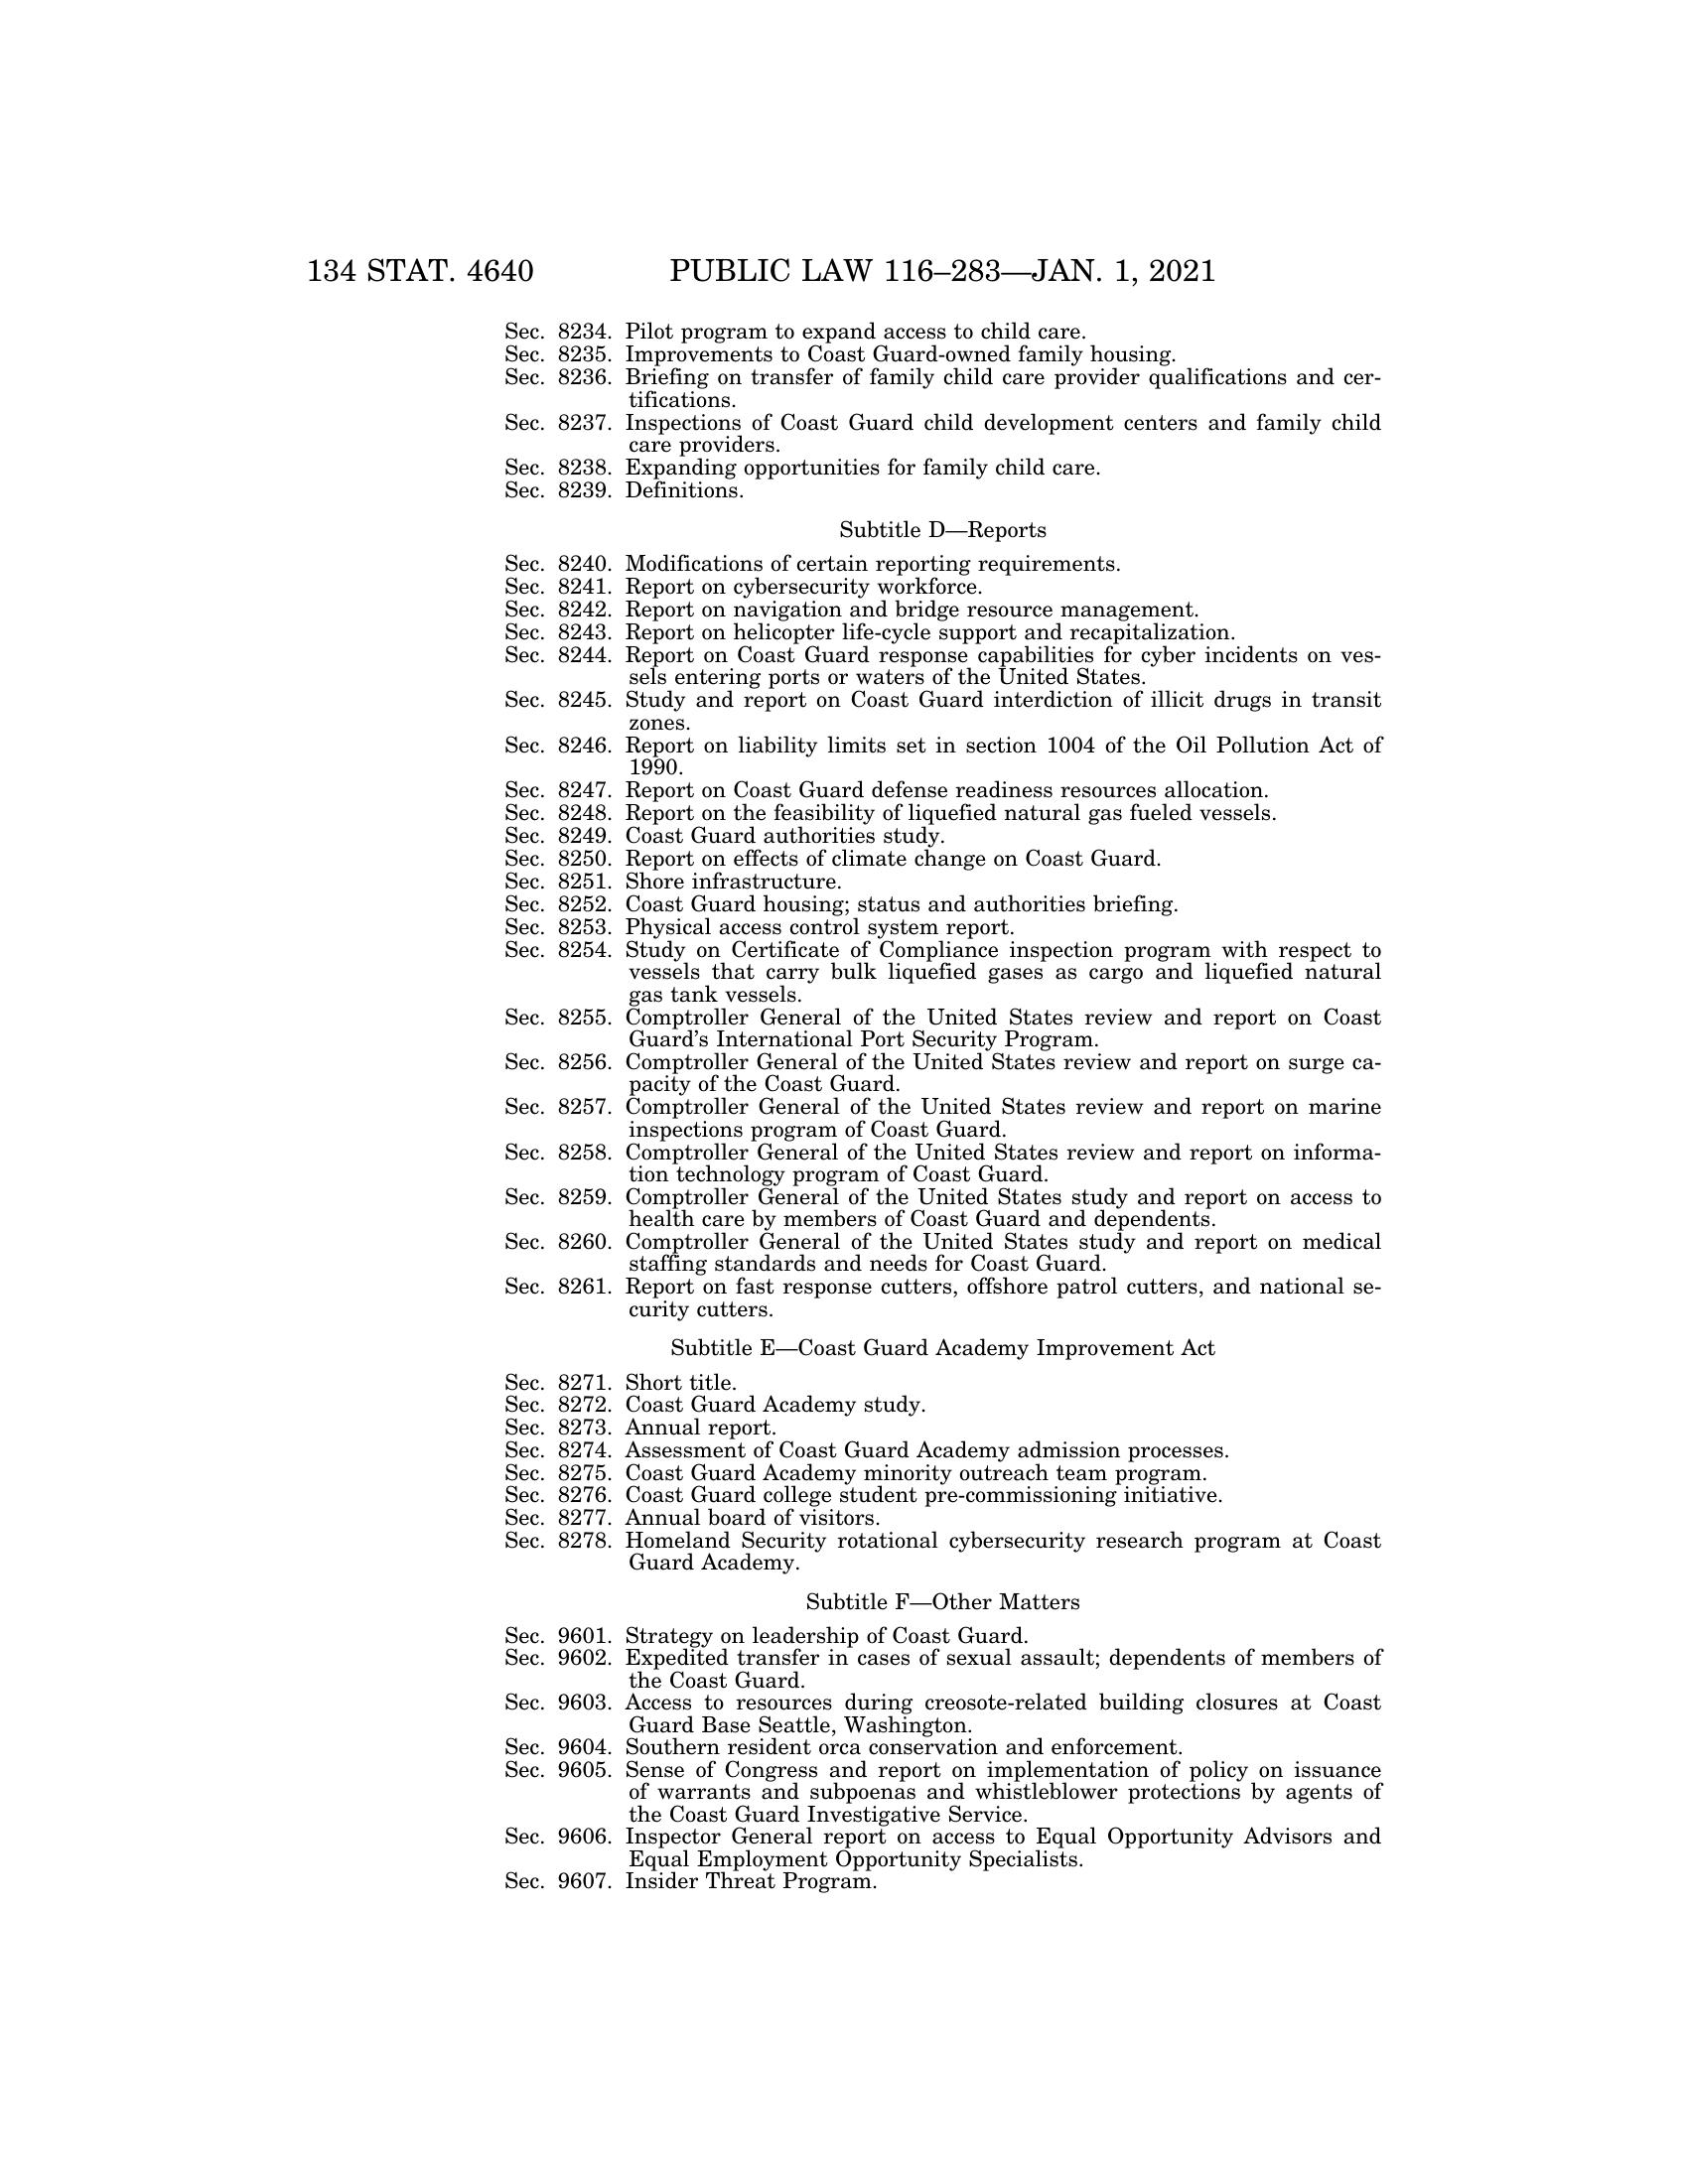 134 STAT. 4640 PUBLIC LAW 116–283—JAN. 1, 2021
Sec. 8234. Pilot program to expand access to child care.
Sec. 8235. Improvements to Coast Guard-owned family housing.
Sec. 8236. Briefing on transfer of family child care provider qualifications and cer-
tifications.
Sec. 8237. Inspections of Coast Guard child development centers and family child
care providers.
Sec. 8238. Expanding opportunities for family child care.
Sec. 8239. Definitions.
Subtitle D—Reports
Sec. 8240. Modifications of certain reporting requirements.
Sec. 8241. Report on cybersecurity workforce.
Sec. 8242. Report on navigation and bridge resource management.
Sec. 8243. Report on helicopter life-cycle support and recapitalization.
Sec. 8244. Report on Coast Guard response capabilities for cyber incidents on ves-
sels entering ports or waters of the United States.
Sec. 8245. Study and report on Coast Guard interdiction of illicit drugs in transit
zones.
Sec. 8246. Report on liability limits set in section 1004 of the Oil Pollution Act of
1990.
Sec. 8247. Report on Coast Guard defense readiness resources allocation.
Sec. 8248. Report on the feasibility of liquefied natural gas fueled vessels.
Sec. 8249. Coast Guard authorities study.
Sec. 8250. Report on effects of climate change on Coast Guard.
Sec. 8251. Shore infrastructure.
Sec. 8252. Coast Guard housing; status and authorities briefing.
Sec. 8253. Physical access control system report.
Sec. 8254. Study on Certificate of Compliance inspection program with respect to
vessels that carry bulk liquefied gases as cargo and liquefied natural
gas tank vessels.
Sec. 8255. Comptroller General of the United States review and report on Coast
Guard’s International Port Security Program.
Sec. 8256. Comptroller General of the United States review and report on surge ca-
pacity of the Coast Guard.
Sec. 8257. Comptroller General of the United States review and report on marine
inspections program of Coast Guard.
Sec. 8258. Comptroller General of the United States review and report on informa-
tion technology program of Coast Guard.
Sec. 8259. Comptroller General of the United States study and report on access to
health care by members of Coast Guard and dependents.
Sec. 8260. Comptroller General of the United States study and report on medical
staffing standards and needs for Coast Guard.
Sec. 8261. Report on fast response cutters, offshore patrol cutters, and national se-
curity cutters.
Subtitle E—Coast Guard Academy Improvement Act
Sec. 8271. Short title.
Sec. 8272. Coast Guard Academy study.
Sec. 8273. Annual report.
Sec. 8274. Assessment of Coast Guard Academy admission processes.
Sec. 8275. Coast Guard Academy minority outreach team program.
Sec. 8276. Coast Guard college student pre-commissioning initiative.
Sec. 8277. Annual board of visitors.
Sec. 8278. Homeland Security rotational cybersecurity research program at Coast
Guard Academy.
Subtitle F—Other Matters
Sec. 9601. Strategy on leadership of Coast Guard.
Sec. 9602. Expedited transfer in cases of sexual assault; dependents of members of
the Coast Guard.
Sec. 9603. Access to resources during creosote-related building closures at Coast
Guard Base Seattle, Washington.
Sec. 9604. Southern resident orca conservation and enforcement.
Sec. 9605. Sense of Congress and report on implementation of policy on issuance
of warrants and subpoenas and whistleblower protections by agents of
the Coast Guard Investigative Service.
Sec. 9606. Inspector General report on access to Equal Opportunity Advisors and
Equal Employment Opportunity Specialists.
Sec. 9607. Insider Threat Program.